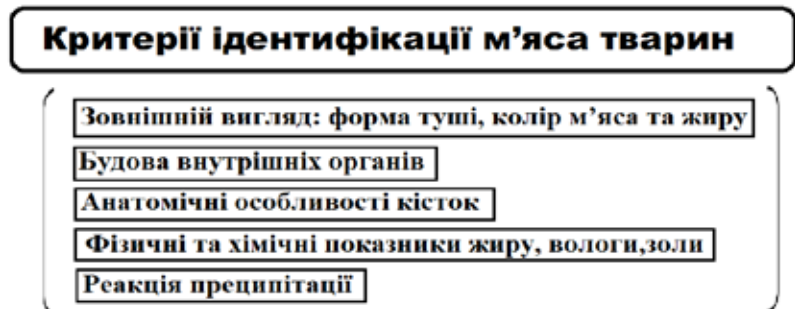 Критерії ідентифікації м’яса тварин
Зовнішній вигляд: форма туші, колір м’яса та жиру
Будова внутрішніх органів
Анатомічні особливості кісток
Фізичні та хімічні показники жиру, вологи,золи
Реакція преципітації